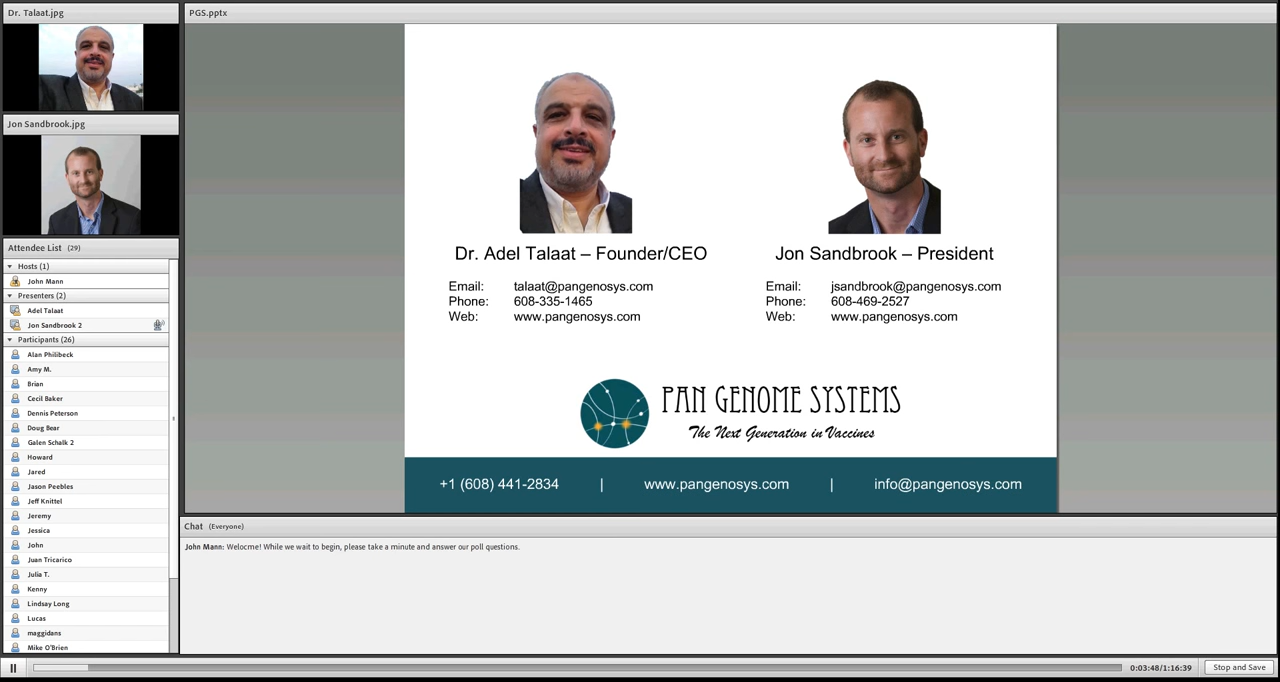 Dr. Talaat.jpg
Jon Sandbrook.jpg
Attendee List (29)
Hosts (1)
John Mann
Presenters (2)
Adel Talaat
Jon Sandbrook 2
Participants (26)
Alan Philibeck
Amy M.
Brian
Cecil Baker
Dennis Peterson
Doug Bear
Galen Schalk 2
Howard
Jared
Jason Peebles
Jeff Knittel
Jeremy
Jessica
John
Juan Tricarico
Julia T.
Kenny
Lindsay Long
Lucas
maggidans
Mike O'Brien
PGS.pptx
Dr. Adel Talaat – Founder/CEO
Email: talaat@pangenosys.com
Phone: 608-335-1465
Web: www.pangenosys.com
Jon Sandbrook – President
Email: jsandbrook@pangenosys.com
Phone: 608-469-2527
Web: www.pangenosys.com
PAN GENOME SYSTEMS
The Next Generation in Vaccines
+1 (608) 441-2834 | www.pangenosys.com | info@pangenosys.com
Chat (Everyone)
John Mann: Welocme! While we wait to begin, please take a minute and answer our poll questions.
0:03:48/1:16:39
Stop and Save